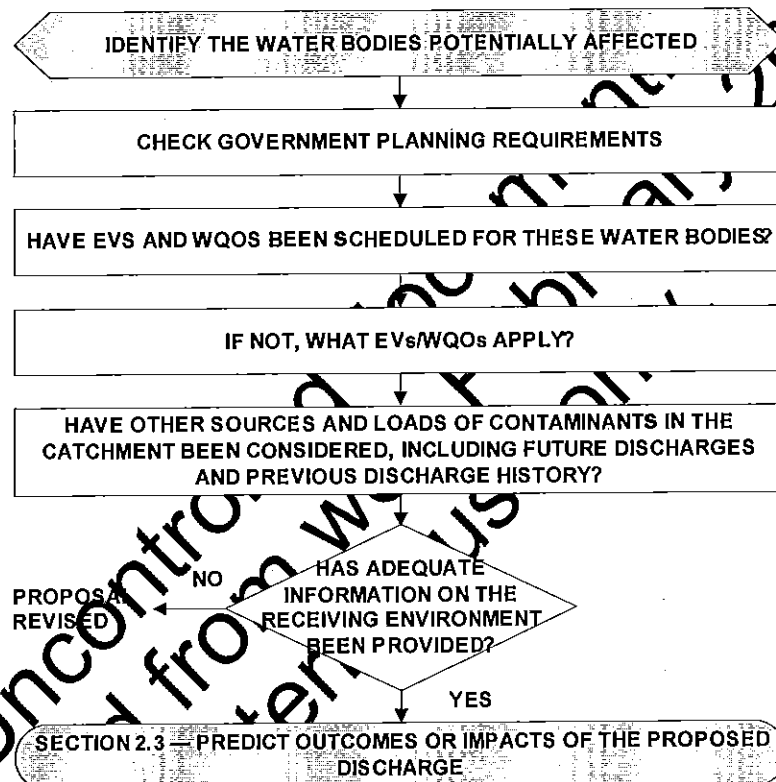 IDENTIFY THE WATER BODIES POTENTIALLY AFFECTED
CHECK GOVERNMENT PLANNING REQUIREMENTS
HAVE EVS AND WQOS BEEN SCHEDULED FOR THESE WATER BODIES?
IF NOT, WHAT EVs/WQOs APPLY?
HAVE OTHER SOURCES AND LOADS OF CONTAMINANTS IN THE
CATCHMENT BEEN CONSIDERED, INCLUDING FUTURE DISCHARGES
AND PREVIOUS DISCHARGE HISTORY?
HAS ADEQUATE
INFORMATION ON THE
RECEIVING ENVIRONMENT
BEEN PROVIDED?
NO
PROPOSAL
REVISED
YES
SECTION 2.3 — PREDICT OUTCOMES OR IMPACTS OF THE PROPOSED
DISCHARGE
from